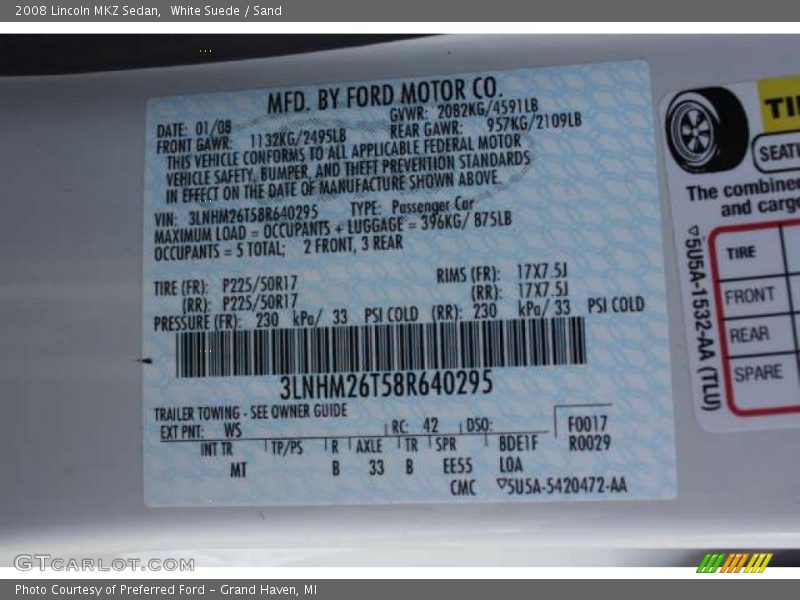 2008 Lincoln MKZ Sedan,  White Suede / Sand
MFD. BY FORD MOTOR CO.
DATE: 01/08 GVWR: 2082KG/4591LB
FRONT GAWR: 1132KG/2495LB REAR GAWR: 957KG/2109LB
THIS VEHICLE CONFORMS TO ALL APPLICABLE FEDERAL MOTOR
VEHICLE SAFETY, BUMPER, AND THEFT PREVENTION STANDARDS
IN EFFECT ON THE DATE OF MANUFACTURE SHOWN ABOVE.
VIN: 3LNHM26T58R640295 TYPE: Passenger Car
MAXIMUM LOAD = OCCUPANTS + LUGGAGE = 396KG/ 875LB
OCCUPANTS = 5 TOTAL; 2 FRONT, 3 REAR
TIRE (FR): P225/50R17 RIMS (FR): 17X7.5J
(RR): P225/50R17 (RR): 17X7.5J
PRESSURE (FR): 230 kPa/ 33 PSI COLD (RR): 230 kPa/ 33 PSI COLD
3LNHM26T58R640295
TRAILER TOWING - SEE OWNER GUIDE
EXT PNT: WS RC: 42 DSO: F0017
INT TR TP/PS R AXLE TR SPR BDE1F R0029
MT B 33 B EE55 LOA
CMC ▽5U5A-5420472-AA
TI
SEATI
The combine
and cargo
▽5U5A-1532-AA (TLU)
TIRE
FRONT
REAR
SPARE
GTCARLOT.COM
Photo Courtesy of Preferred Ford – Grand Haven, MI